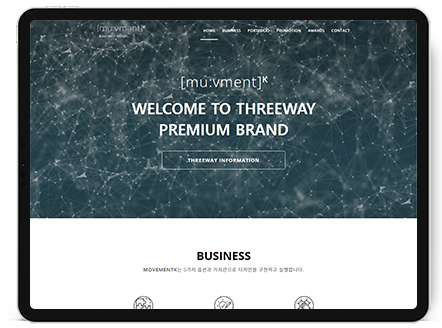 [mu:vment]K
HOME BUSINESS PORTFOLIO PROMOTION AWARDS CONTACT
[mu:vment]K
WELCOME TO THREEWAY
PREMIUM BRAND
THREEWAY INFORMATION
BUSINESS
MOVEMENTK는 3가지 옵션과 가치관으로 디자인을 구현하고 실행합니다.